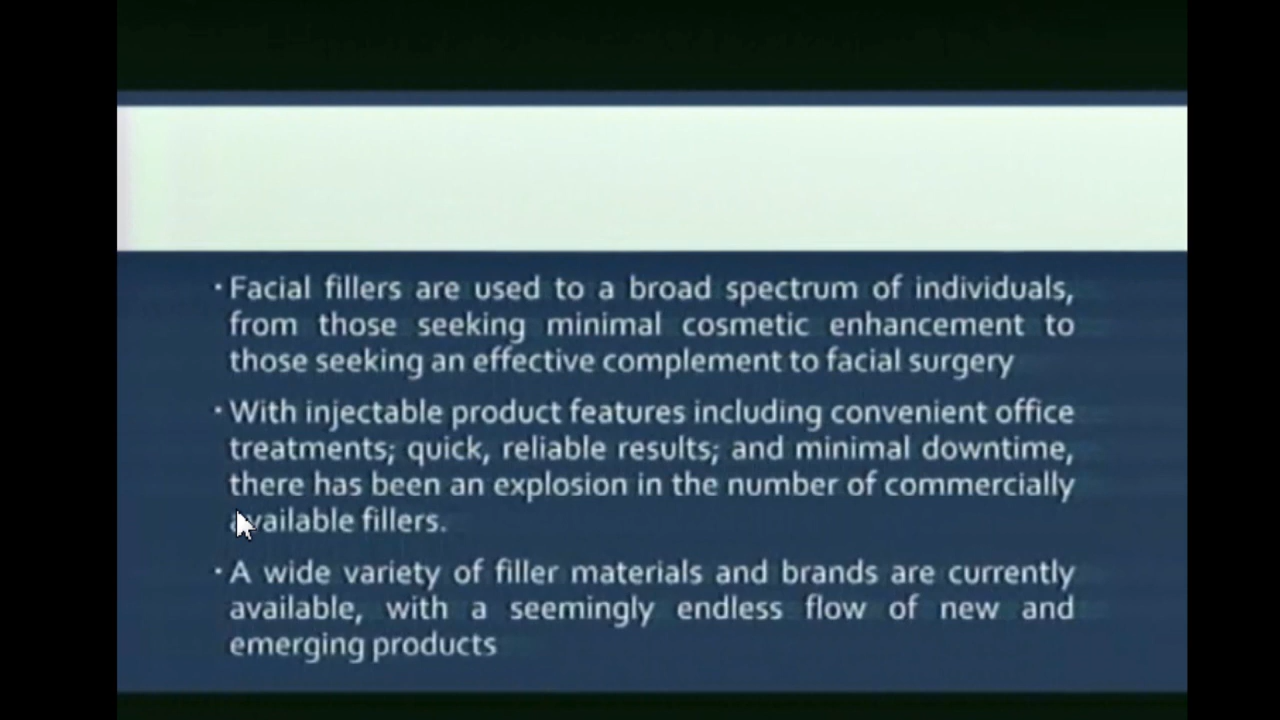 · Facial fillers are used to a broad spectrum of individuals,
from those seeking minimal cosmetic enhancement to
those seeking an effective complement to facial surgery
· With injectable product features including convenient office
treatments; quick, reliable results; and minimal downtime,
there has been an explosion in the number of commercially
available fillers.
· A wide variety of filler materials and brands are currently
available, with a seemingly endless flow of new and
emerging products